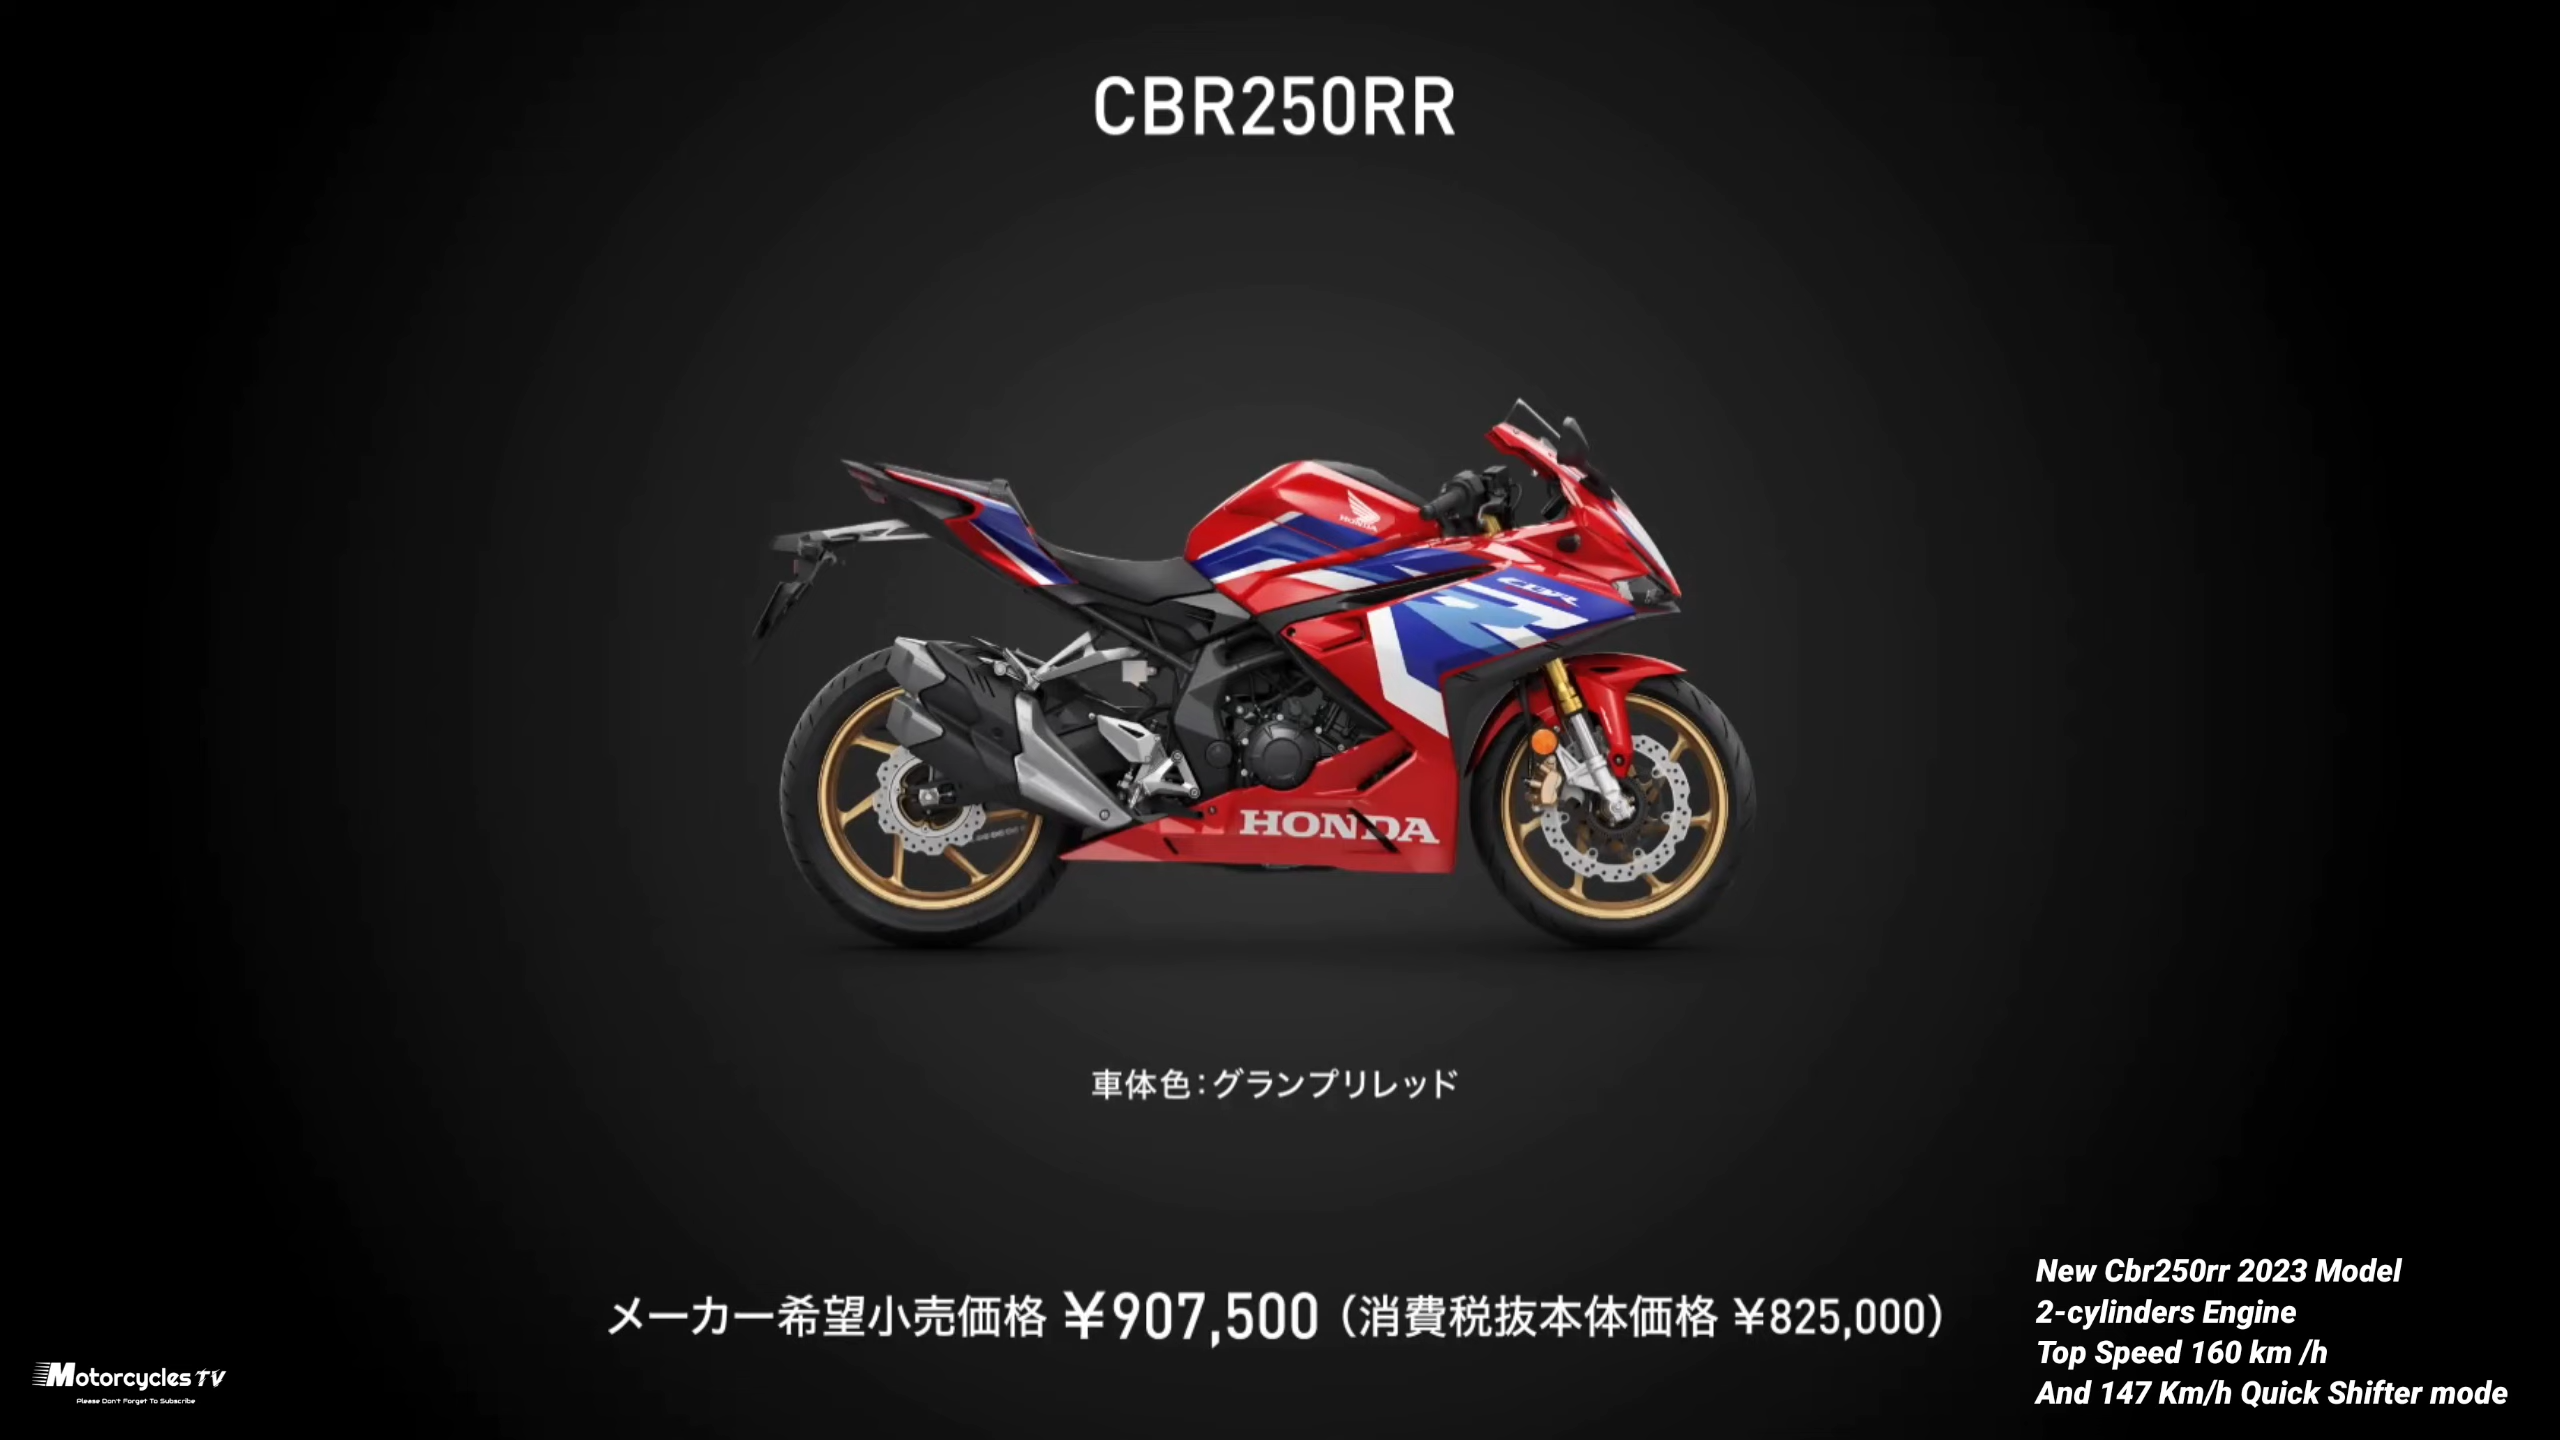 CBR250RR
HONDA
CBR
HONDA
車体色：グランプリレッド
メーカー希望小売価格 ￥907,500（消費税抜本体価格 ￥825,000）
New Cbr250rr 2023 Model
2-cylinders Engine
Top Speed 160 km /h
And 147 Km/h Quick Shifter mode
Motorcycles TV
Please Don't Forget To Subscribe